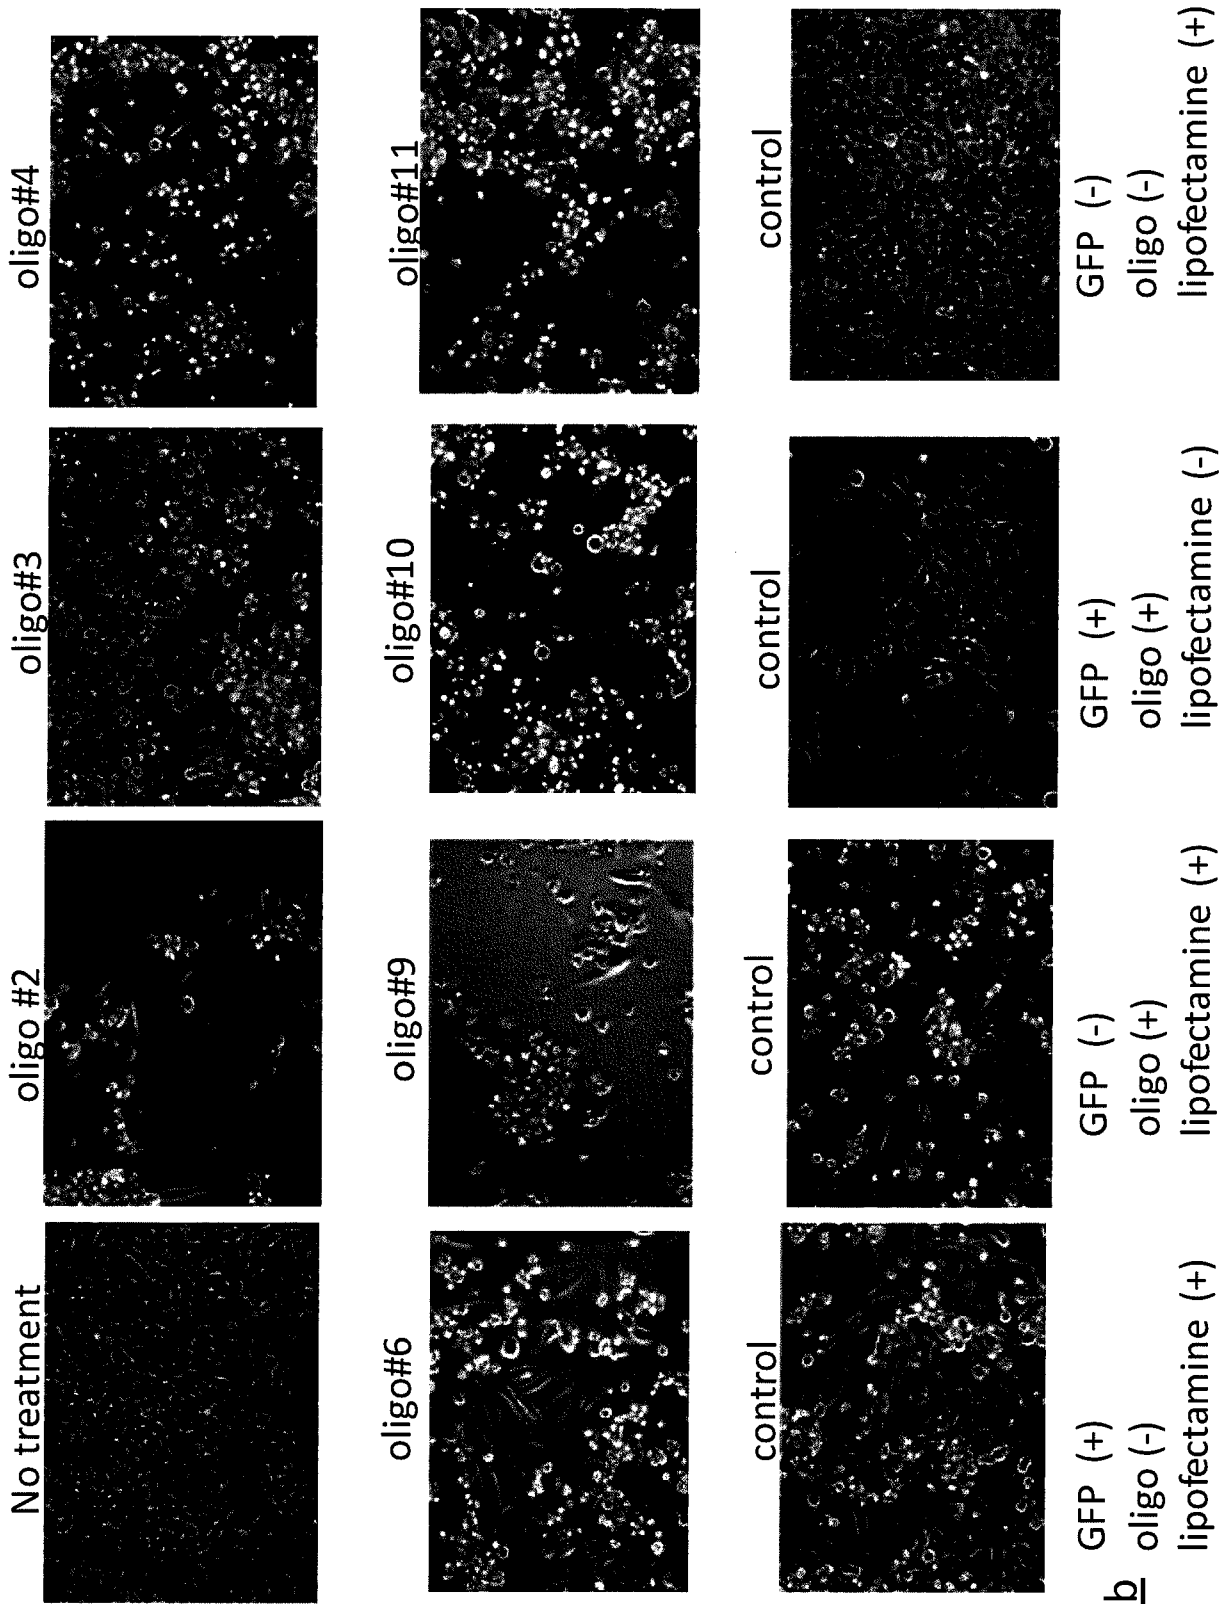 No treatment
oligo #2
oligo#3
oligo#4
oligo#6
oligo#9
oligo#10
oligo#11
control
control
control
control
GFP (+)
oligo (-)
lipofectamine (+)
GFP (-)
oligo (+)
lipofectamine (+)
GFP (+)
oligo (+)
lipofectamine (-)
GFP (-)
oligo (-)
lipofectamine (+)
b